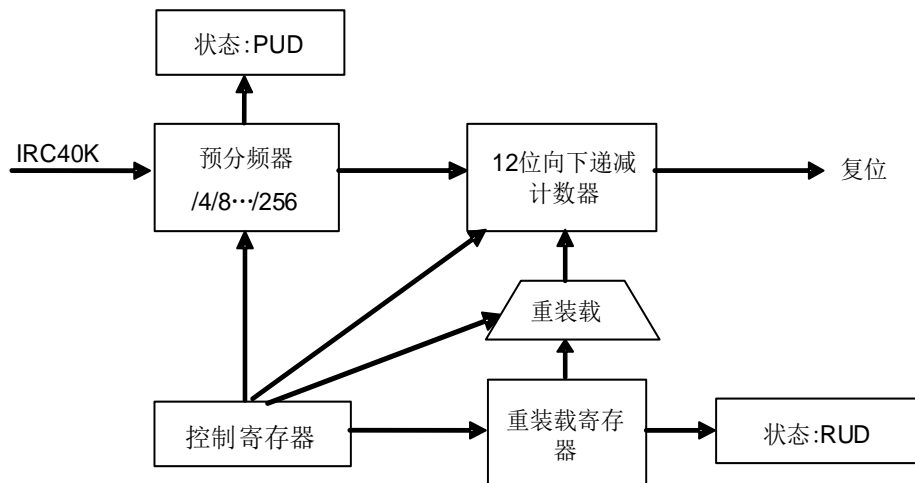 状态:PUD
IRC40K
预分频器
/4/8···/256
12位向下递减
计数器
复位
重装载
控制寄存器
重装载寄存
器
状态:RUD